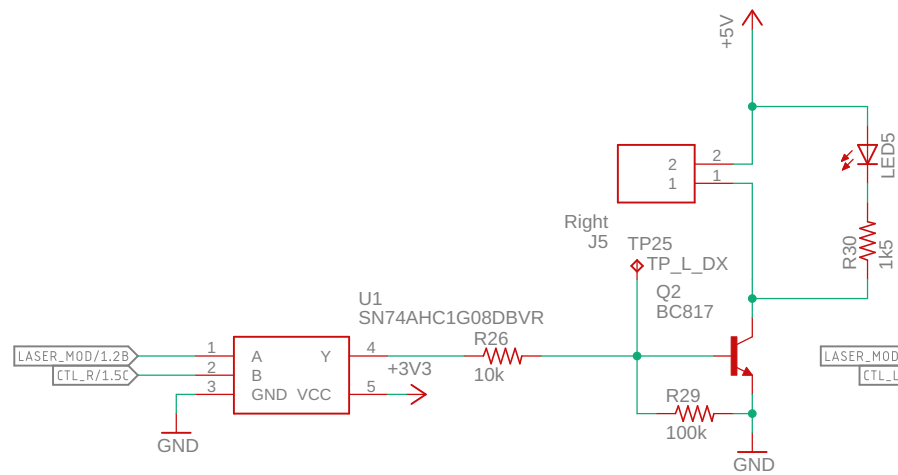 +5V
2
2
1
1
LED5
Right
J5
TP25
TP_L_DX
R30
1k5
U1
SN74AHC1G08DBVR
Q2
BC817
R26
10k
LASER_MOD/1.2B
1
A
Y
4
+3V3
CTL_R/1.5C
2
B
3
GND
VCC
5
GND
R29
100k
GND
LASER_MOD
CTL_L